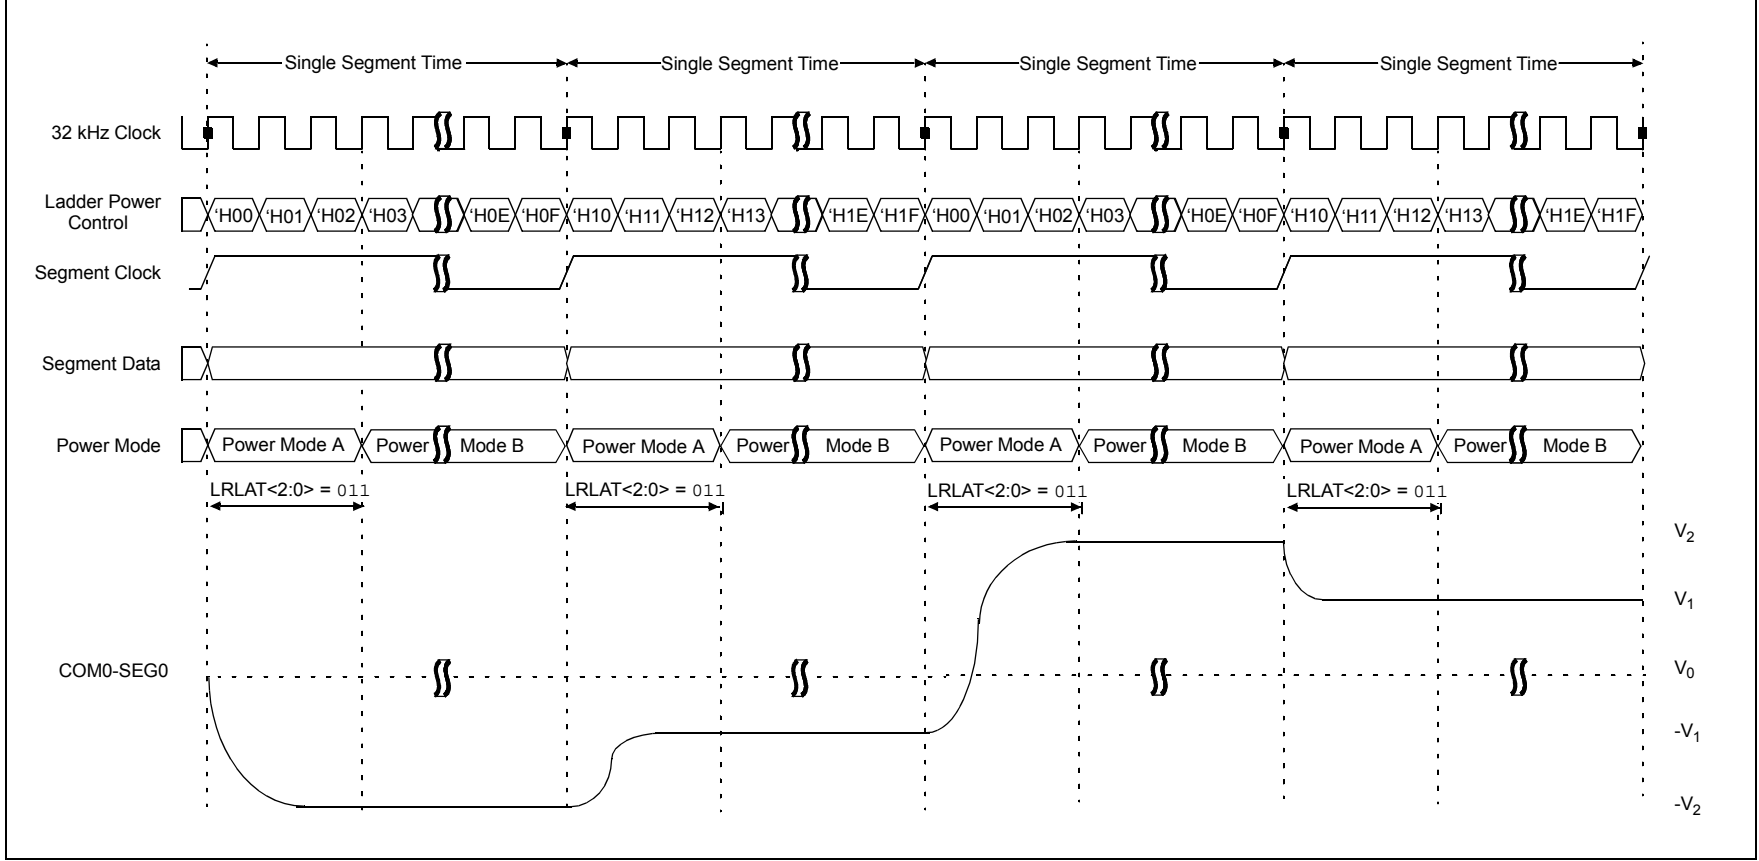 Single Segment Time Single Segment Time Single Segment Time Single Segment Time
32 kHz Clock
Ladder Power
Control
‘H00 ‘H01 ‘H02 ‘H03 ‘H0E ‘H0F ‘H10 ‘H11 ‘H12 ‘H13 ‘H1E ‘H1F ‘H00 ‘H01 ‘H02 ‘H03 ‘H0E ‘H0F ‘H10 ‘H11 ‘H12 ‘H13 ‘H1E ‘H1F
Segment Clock
Segment Data
Power Mode Power Mode A Power Mode B Power Mode A Power Mode B Power Mode A Power Mode B Power Mode A Power Mode B
LRLAT<2:0> = 011 LRLAT<2:0> = 011 LRLAT<2:0> = 011 LRLAT<2:0> = 011
V2
V1
COM0-SEG0 V0
-V1
-V2